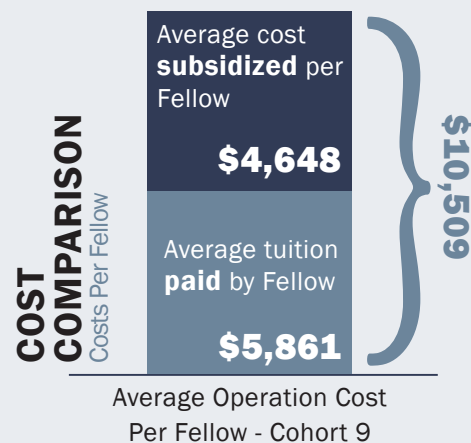 COST
COMPARISON
Costs Per Fellow
Average cost
subsidized per
Fellow
$4,648
Average tuition
paid by Fellow
$5,861
$10,509
Average Operation Cost
Per Fellow - Cohort 9